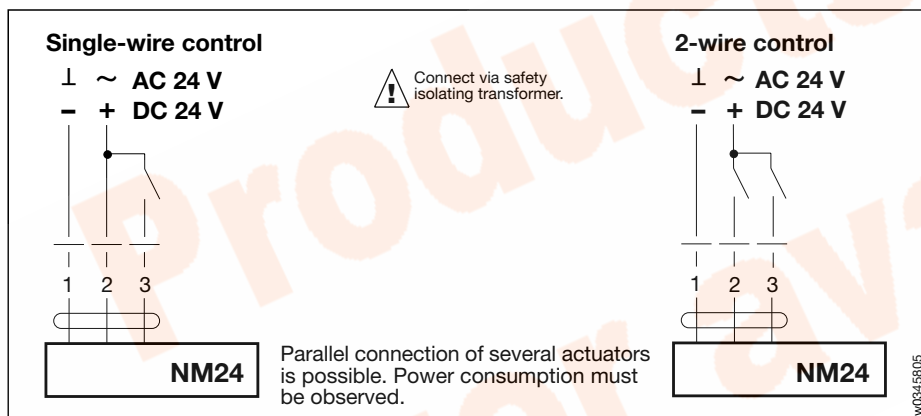 Single-wire control
⊥ ~ AC 24 V
– + DC 24 V
1 2 3
NM24
Connect via safety
isolating transformer.
Parallel connection of several actuators
is possible. Power consumption must
be observed.
2-wire control
⊥ ~ AC 24 V
– + DC 24 V
1 2 3
NM24